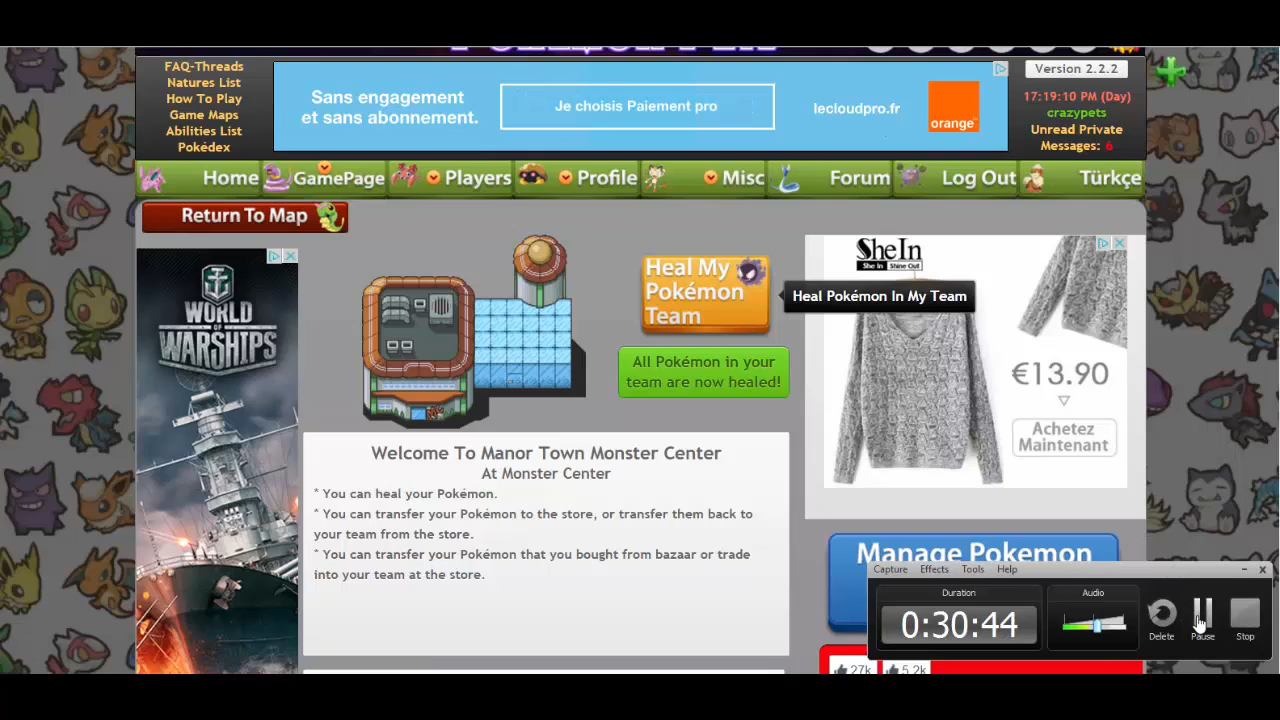 FAQ-Threads
Natures List
How To Play
Game Maps
Abilities List
Pokédex
Sans engagement
et sans abonnement.
Je choisis Paiement pro
lecloudpro.fr
orange™
Version 2.2.2
17:19:10 PM (Day)
crazypets
Unread Private
Messages: 6
Home
GamePage
Players
Profile
Misc
Forum
Log Out
Türkçe
Return To Map
WORLD
OF
WARSHIPS
Heal My
Pokémon
Team
Heal Pokémon In My Team
All Pokémon in your
team are now healed!
SheIn
She In Shine Out
€13.90
Achetez
Maintenant
Welcome To Manor Town Monster Center
At Monster Center
* You can heal your Pokémon.
* You can transfer your Pokémon to the store, or transfer them back to
your team from the store.
* You can transfer your Pokémon that you bought from bazaar or trade
into your team at the store.
Manage Pokemon
Capture Effects Tools Help
Duration
0:30:44
Audio
Delete
Pause
Stop
27k
5.2k